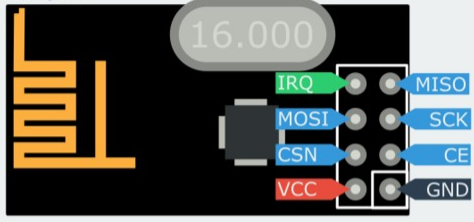 16.000
IRQ MISO
MOSI SCK
CSN CE
VCC GND